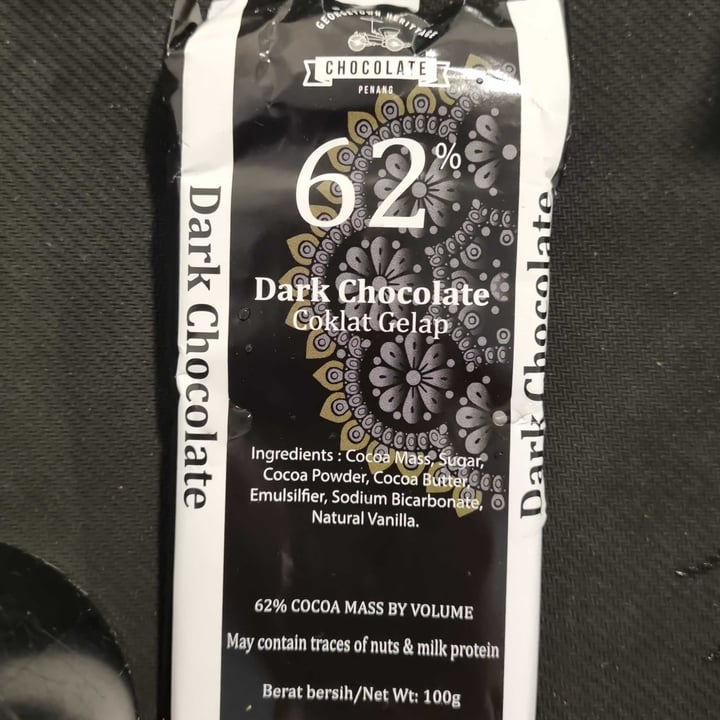 GEORGETOWN HERITAGE
CHOCOLATE
PENANG
62%
Dark Chocolate
Coklat Gelap
Dark Chocolate
Dark Chocolate
Ingredients : Cocoa Mass, Sugar,
Cocoa Powder, Cocoa Butter,
Emulsilfier, Sodium Bicarbonate,
Natural Vanilla.
62% COCOA MASS BY VOLUME
May contain traces of nuts & milk protein
Berat bersih/Net Wt: 100g